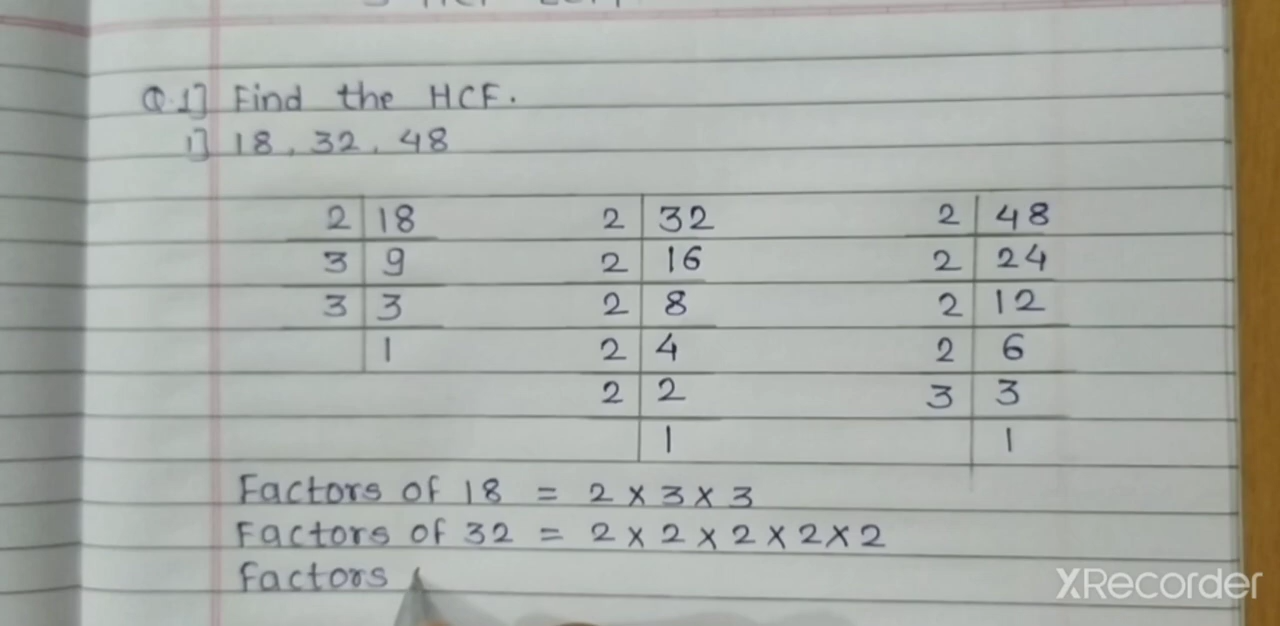 Q.1] Find the HCF.
1] 18, 32, 48
2 | 18 2 | 32 2 | 48
3 | 9 2 | 16 2 | 24
3 | 3 2 | 8 2 | 12
| 1 2 | 4 2 | 6
2 | 2 3 | 3
| 1 | 1
Factors of 18 = 2 × 3 × 3
Factors of 32 = 2 × 2 × 2 × 2 × 2
Factors
XRecorder